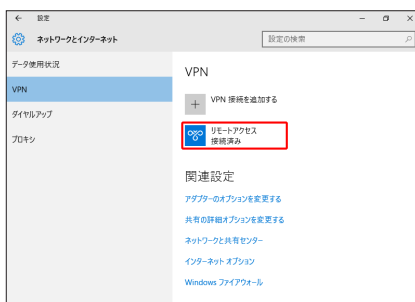 設定
ネットワークとインターネット
設定の検索
データ使用状況
VPN
ダイヤルアップ
プロキシ
VPN
VPN 接続を追加する
リモートアクセス
接続済み
関連設定
アダプターのオプションを変更する
共有の詳細オプションを変更する
ネットワークと共有センター
インターネット オプション
Windows ファイアウォール